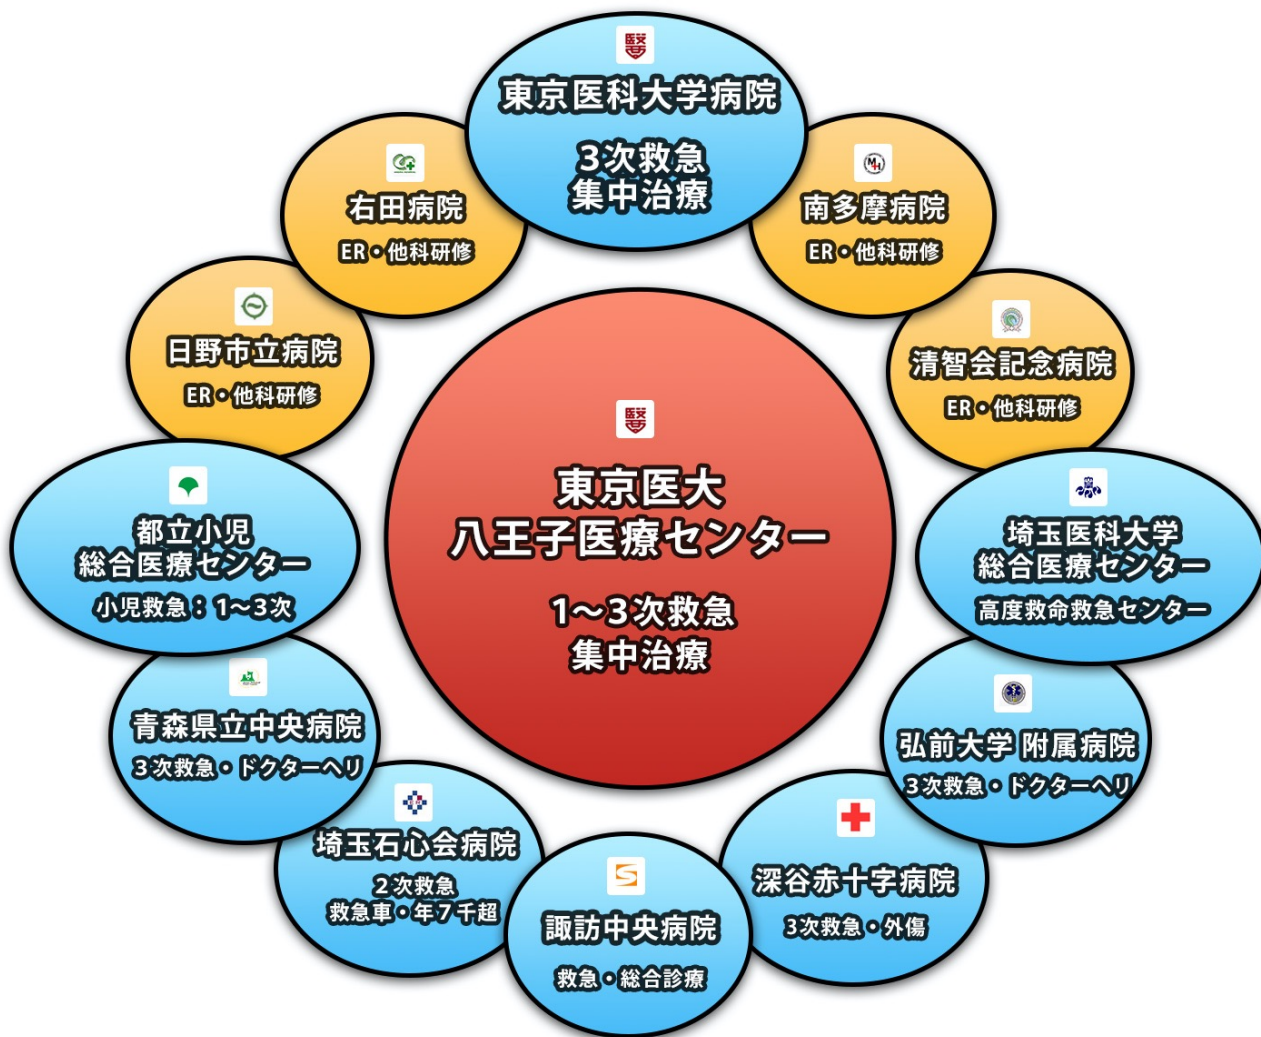 東京医科大学病院
3次救急
集中治療
右田病院
ER・他科研修
南多摩病院
ER・他科研修
日野市立病院
ER・他科研修
清智会記念病院
ER・他科研修
東京医大
八王子医療センター
1～3次救急
集中治療
都立小児
総合医療センター
小児救急：1～3次
埼玉医科大学
総合医療センター
高度救命救急センター
青森県立中央病院
3次救急・ドクターヘリ
弘前大学 附属病院
3次救急・ドクターヘリ
埼玉石心会病院
2次救急
救急車・年7千超
深谷赤十字病院
3次救急・外傷
諏訪中央病院
救急・総合診療